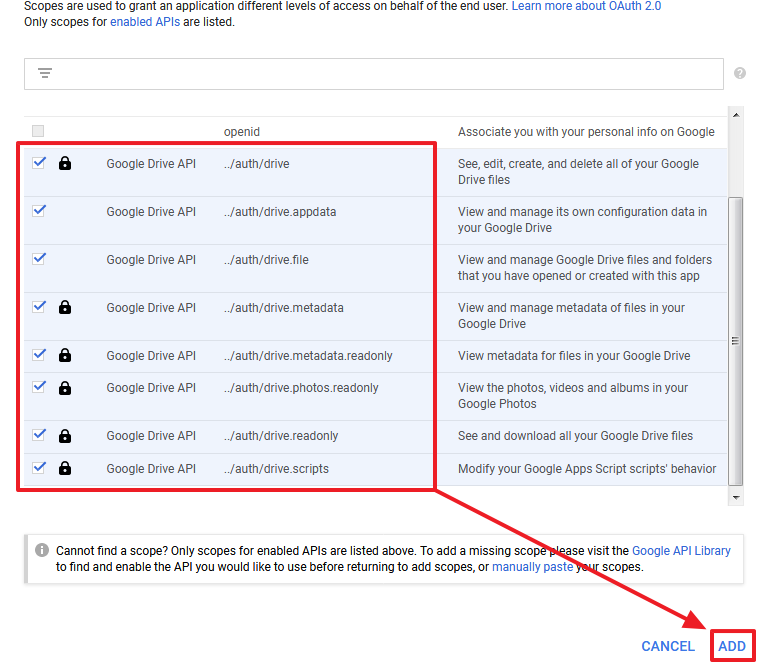 Scopes are used to grant an application different levels of access on behalf of the end user. Learn more about OAuth 2.0
Only scopes for enabled APIs are listed.
openid Associate you with your personal info on Google
Google Drive API ../auth/drive See, edit, create, and delete all of your Google
Drive files
Google Drive API ../auth/drive.appdata View and manage its own configuration data in
your Google Drive
Google Drive API ../auth/drive.file View and manage Google Drive files and folders
that you have opened or created with this app
Google Drive API ../auth/drive.metadata View and manage metadata of files in your
Google Drive
Google Drive API ../auth/drive.metadata.readonly View metadata for files in your Google Drive
Google Drive API ../auth/drive.photos.readonly View the photos, videos and albums in your
Google Photos
Google Drive API ../auth/drive.readonly See and download all your Google Drive files
Google Drive API ../auth/drive.scripts Modify your Google Apps Script scripts' behavior
Cannot find a scope? Only scopes for enabled APIs are listed above. To add a missing scope please visit the Google API Library
to find and enable the API you would like to use before returning to add scopes, or manually paste your scopes.
CANCEL ADD